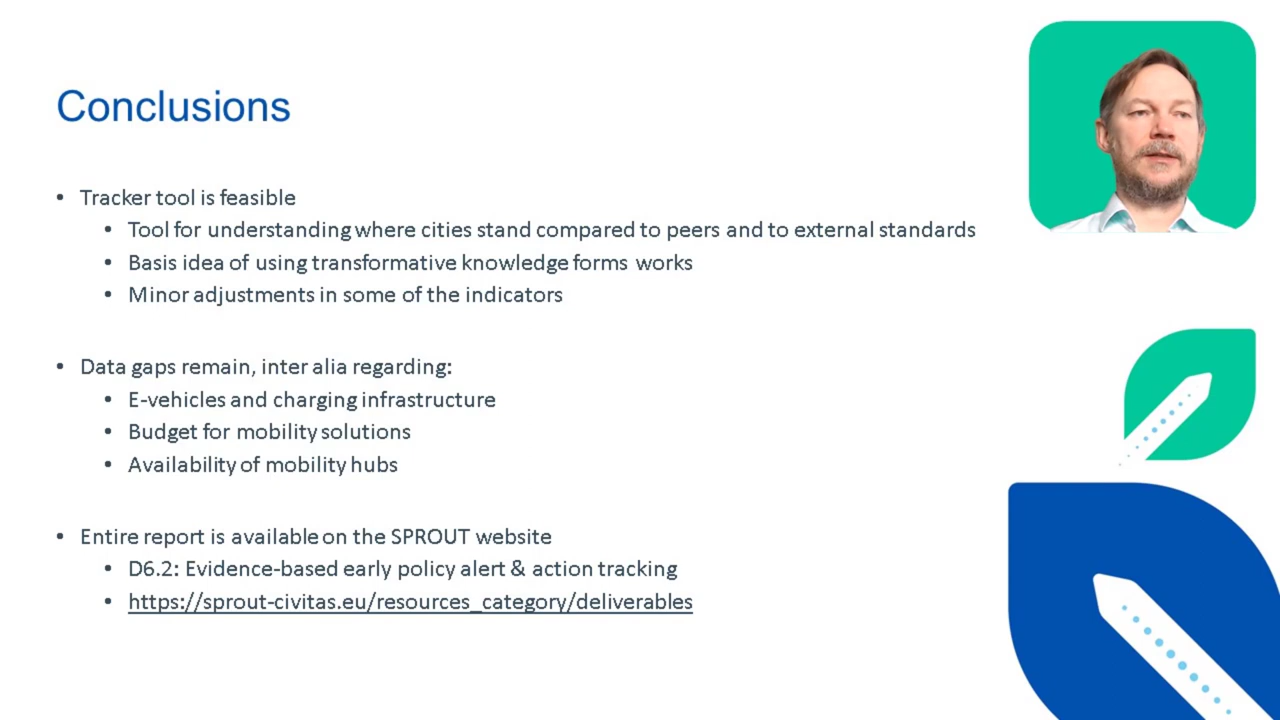 Conclusions
• Tracker tool is feasible
• Tool for understanding where cities stand compared to peers and to external standards
• Basis idea of using transformative knowledge forms works
• Minor adjustments in some of the indicators
• Data gaps remain, inter alia regarding:
• E-vehicles and charging infrastructure
• Budget for mobility solutions
• Availability of mobility hubs
• Entire report is available on the SPROUT website
• D6.2: Evidence-based early policy alert & action tracking
• https://sprout-civitas.eu/resources_category/deliverables